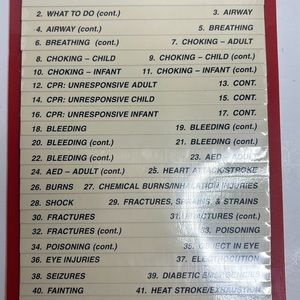 2. WHAT TO DO (cont.) 3. AIRWAY
4. AIRWAY (cont.) 5. BREATHING
6. BREATHING (cont.) 7. CHOKING – ADULT
8. CHOKING – CHILD 9. CHOKING – CHILD (cont.)
10. CHOKING – INFANT 11. CHOKING – INFANT (cont.)
12. CPR: UNRESPONSIVE ADULT 13. CONT.
14. CPR: UNRESPONSIVE CHILD 15. CONT.
16. CPR: UNRESPONSIVE INFANT 17. CONT.
18. BLEEDING 19. BLEEDING (cont.)
20. BLEEDING (cont.) 21. BLEEDING (cont.)
22. BLEEDING (cont.) 23. AED – ADULT
24. AED – ADULT (cont.) 25. HEART ATTACK/STROKE
26. BURNS 27. CHEMICAL BURNS/INHALATION INJURIES
28. SHOCK 29. FRACTURES, SPRAINS, & STRAINS
30. FRACTURES 31. FRACTURES (cont.)
32. FRACTURES (cont.) 33. POISONING
34. POISONING (cont.) 35. OBJECT IN EYE
36. EYE INJURIES 37. ELECTROCUTION
38. SEIZURES 39. DIABETIC EMERGENCIES
40. FAINTING 41. HEAT STROKE/EXHAUSTION